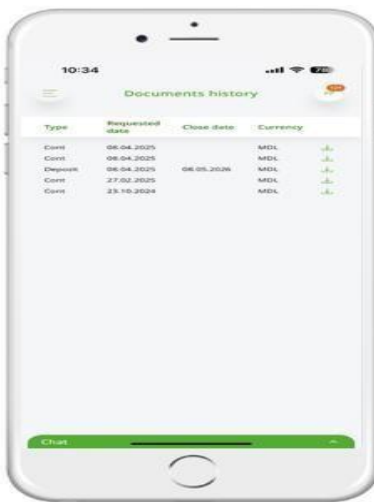 10:34
Documents history
Type Requested date Close date Currency
Cont 08.04.2025 MDL
Cont 08.04.2025 MDL
Deposit 08.04.2025 08.05.2026 MDL
Cont 27.02.2025 MDL
Cont 23.10.2024 MDL
Chat